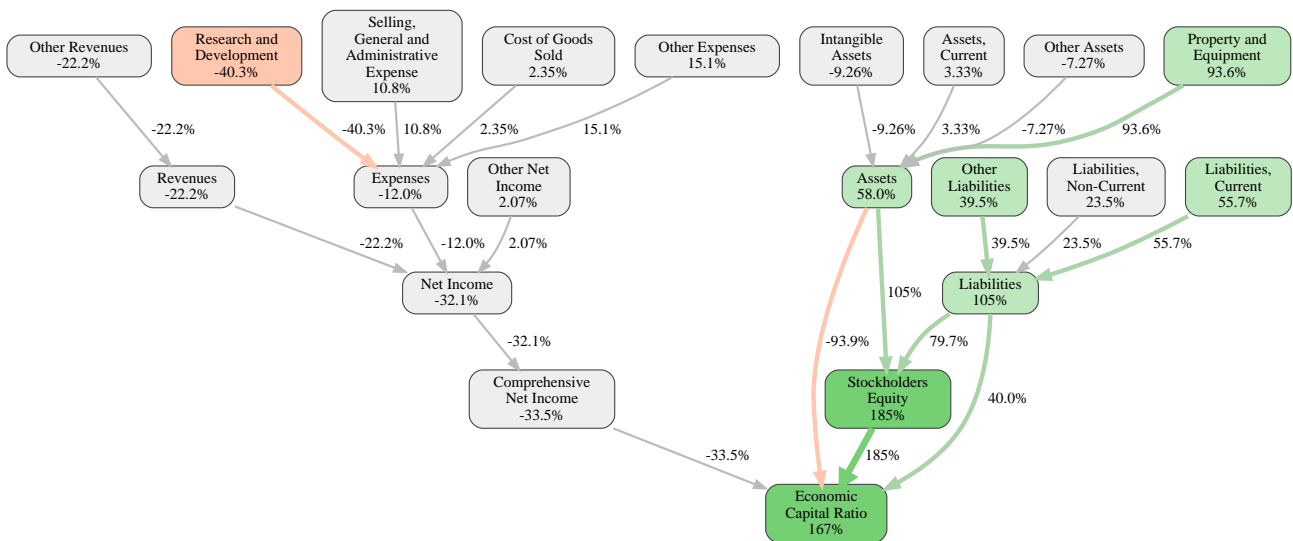 Other Revenues
-22.2%
Research and
Development
-40.3%
Selling,
General and
Administrative
Expense
10.8%
Cost of Goods
Sold
2.35%
Other Expenses
15.1%
Intangible
Assets
-9.26%
Assets,
Current
3.33%
Other Assets
-7.27%
Property and
Equipment
93.6%
-22.2%
-40.3%
10.8%
2.35%
15.1%
-9.26%
3.33%
-7.27%
93.6%
Revenues
-22.2%
Expenses
-12.0%
Other Net
Income
2.07%
Assets
58.0%
Other
Liabilities
39.5%
Liabilities,
Non-Current
23.5%
Liabilities,
Current
55.7%
-22.2%
-12.0%
2.07%
39.5%
23.5%
55.7%
Net Income
-32.1%
105%
Liabilities
105%
-32.1%
-93.9%
79.7%
Comprehensive
Net Income
-33.5%
Stockholders
Equity
185%
40.0%
-33.5%
185%
Economic
Capital Ratio
167%